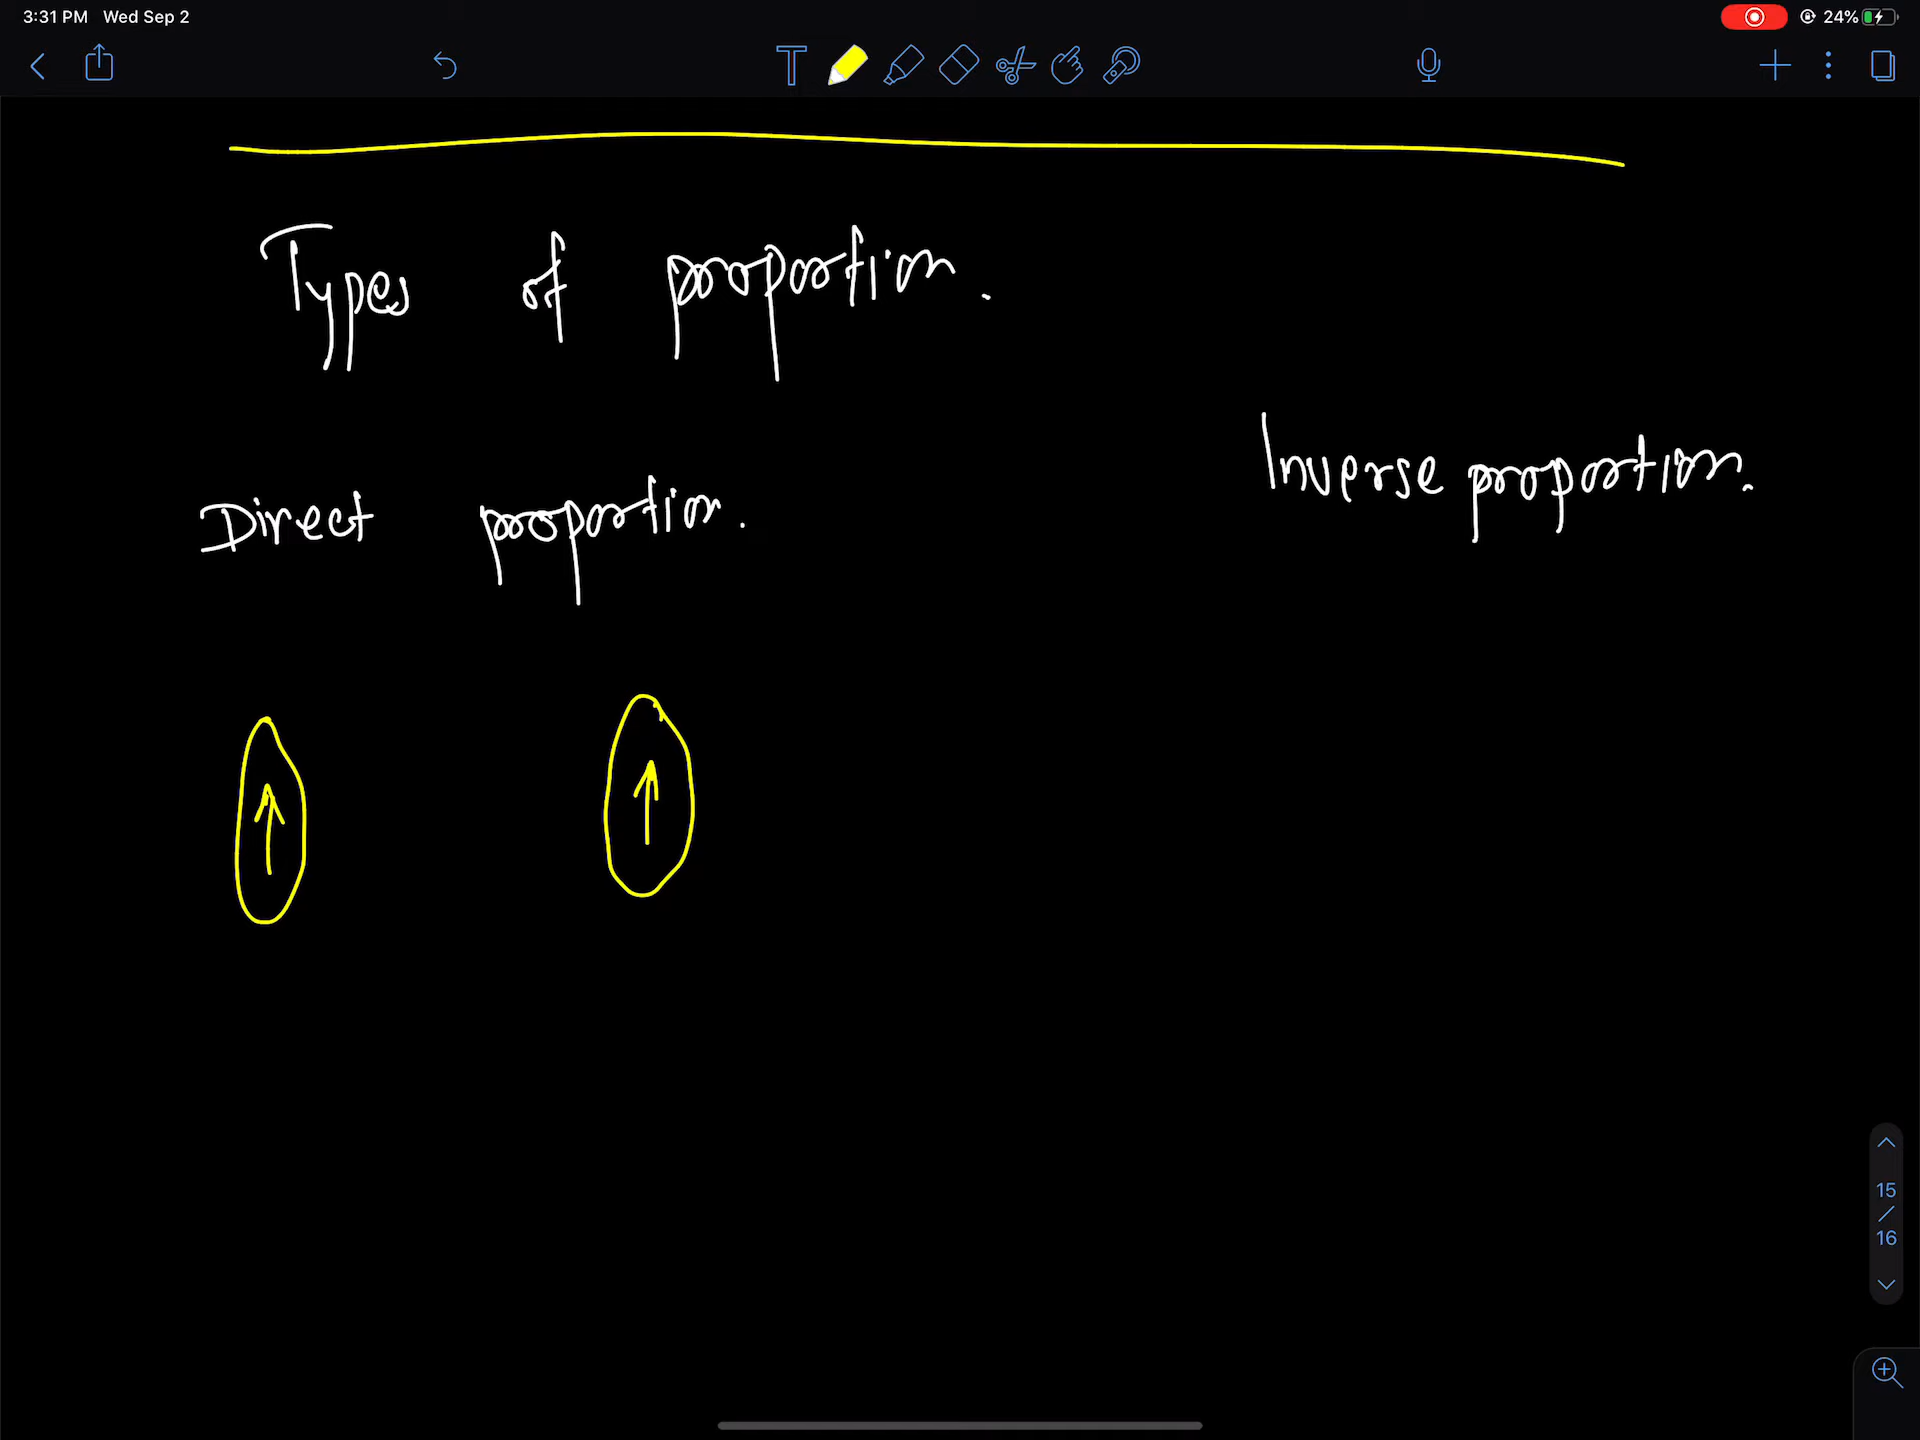 3:31 PM Wed Sep 2
24%
Types of proportion.
Inverse proportion.
Direct proportion.
15
/
16